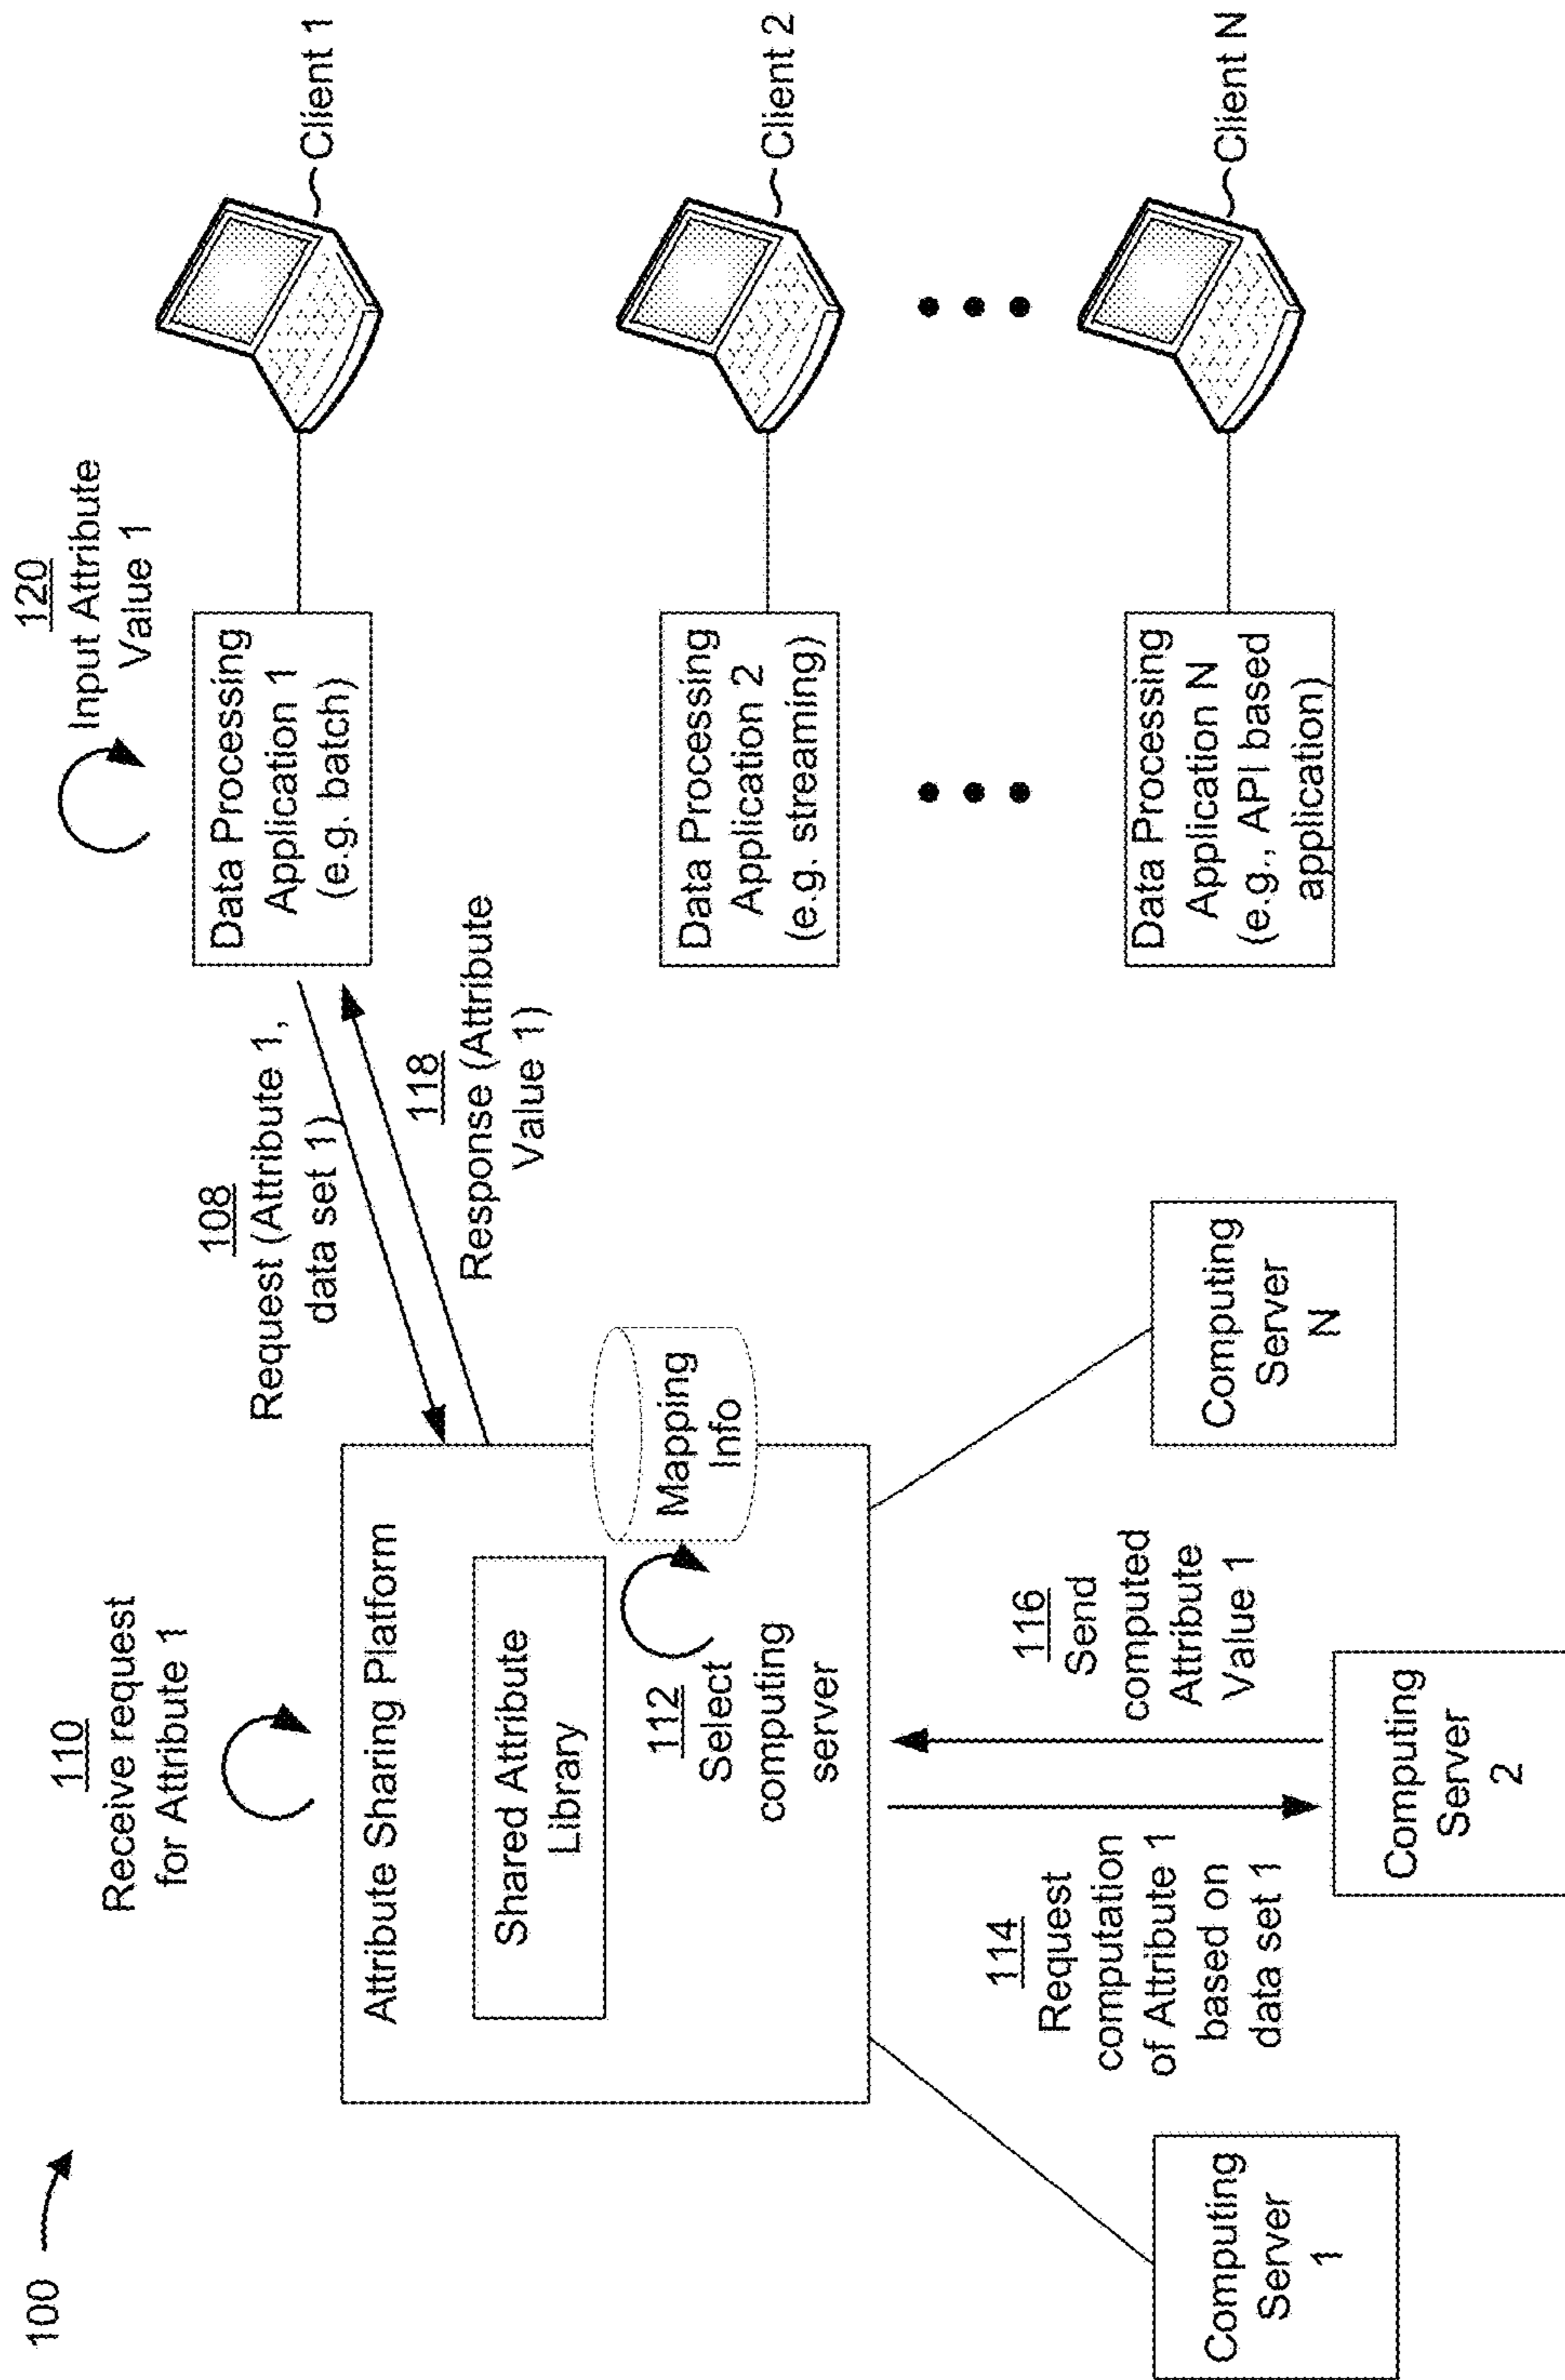 100
110
Receive request
for Attribute 1
Attribute Sharing Platform
Shared Attribute
Library
112 Select
computing
server
Mapping
Info
108
Request (Attribute 1,
data set 1)
118
Response (Attribute
Value 1)
120
Input Attribute
Value 1
Data Processing
Application 1
(e.g. batch)
Client 1
Data Processing
Application 2
(e.g. streaming)
Client 2
Data Processing
Application N
(e.g., API based
application)
Client N
114
Request
computation
of Attribute 1
based on
data set 1
116
Send
computed
Attribute
Value 1
Computing
Server
1
Computing
Server
2
Computing
Server
N